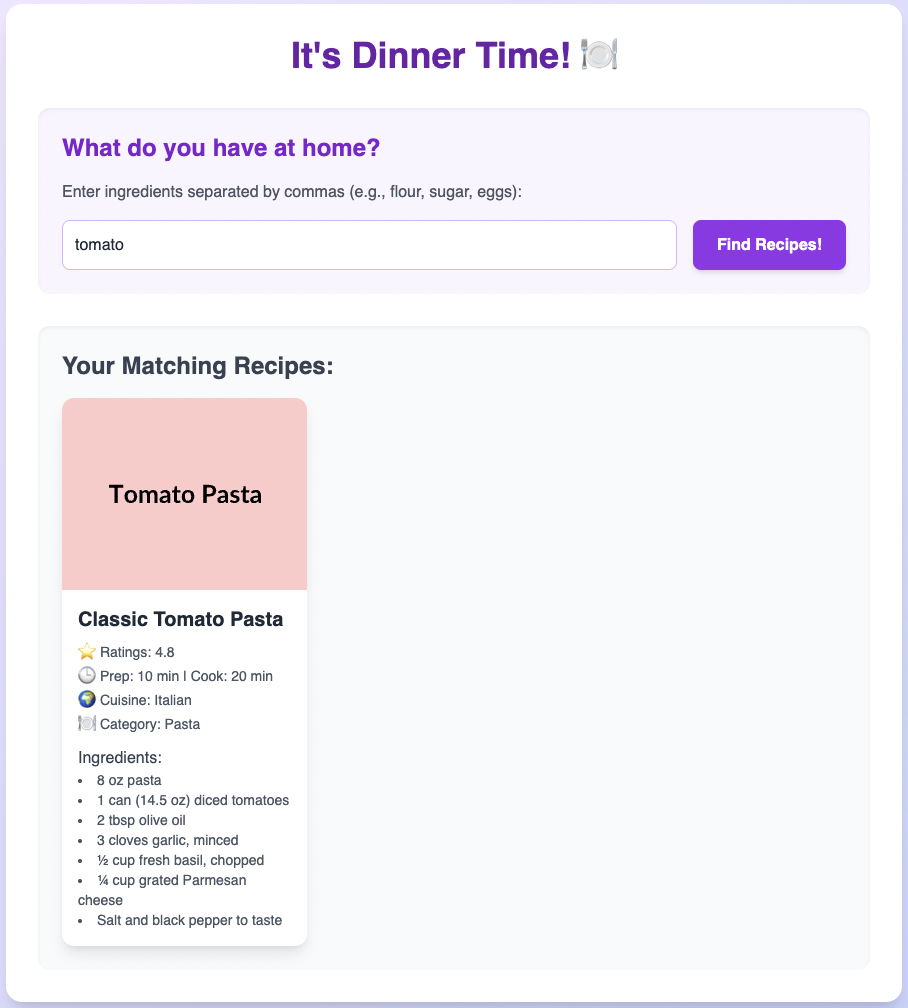 It's Dinner Time! 🍽️
What do you have at home?
Enter ingredients separated by commas (e.g., flour, sugar, eggs):
tomato
Find Recipes!
Your Matching Recipes:
Tomato Pasta
Classic Tomato Pasta
⭐ Ratings: 4.8
🕒 Prep: 10 min | Cook: 20 min
🌍 Cuisine: Italian
🍽️ Category: Pasta
Ingredients:
• 8 oz pasta
• 1 can (14.5 oz) diced tomatoes
• 2 tbsp olive oil
• 3 cloves garlic, minced
• ½ cup fresh basil, chopped
• ¼ cup grated Parmesan
cheese
• Salt and black pepper to taste